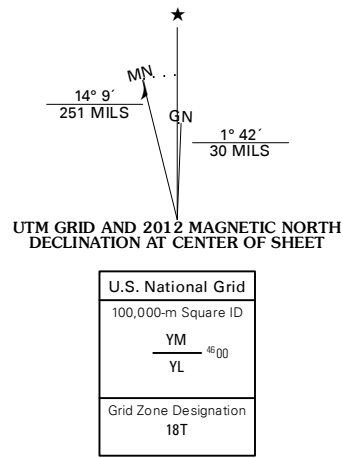 ★
MN
GN
14° 9´
251 MILS
1° 42´
30 MILS
UTM GRID AND 2012 MAGNETIC NORTH
DECLINATION AT CENTER OF SHEET
U.S. National Grid
100,000-m Square ID
YM
4600
YL
Grid Zone Designation
18T